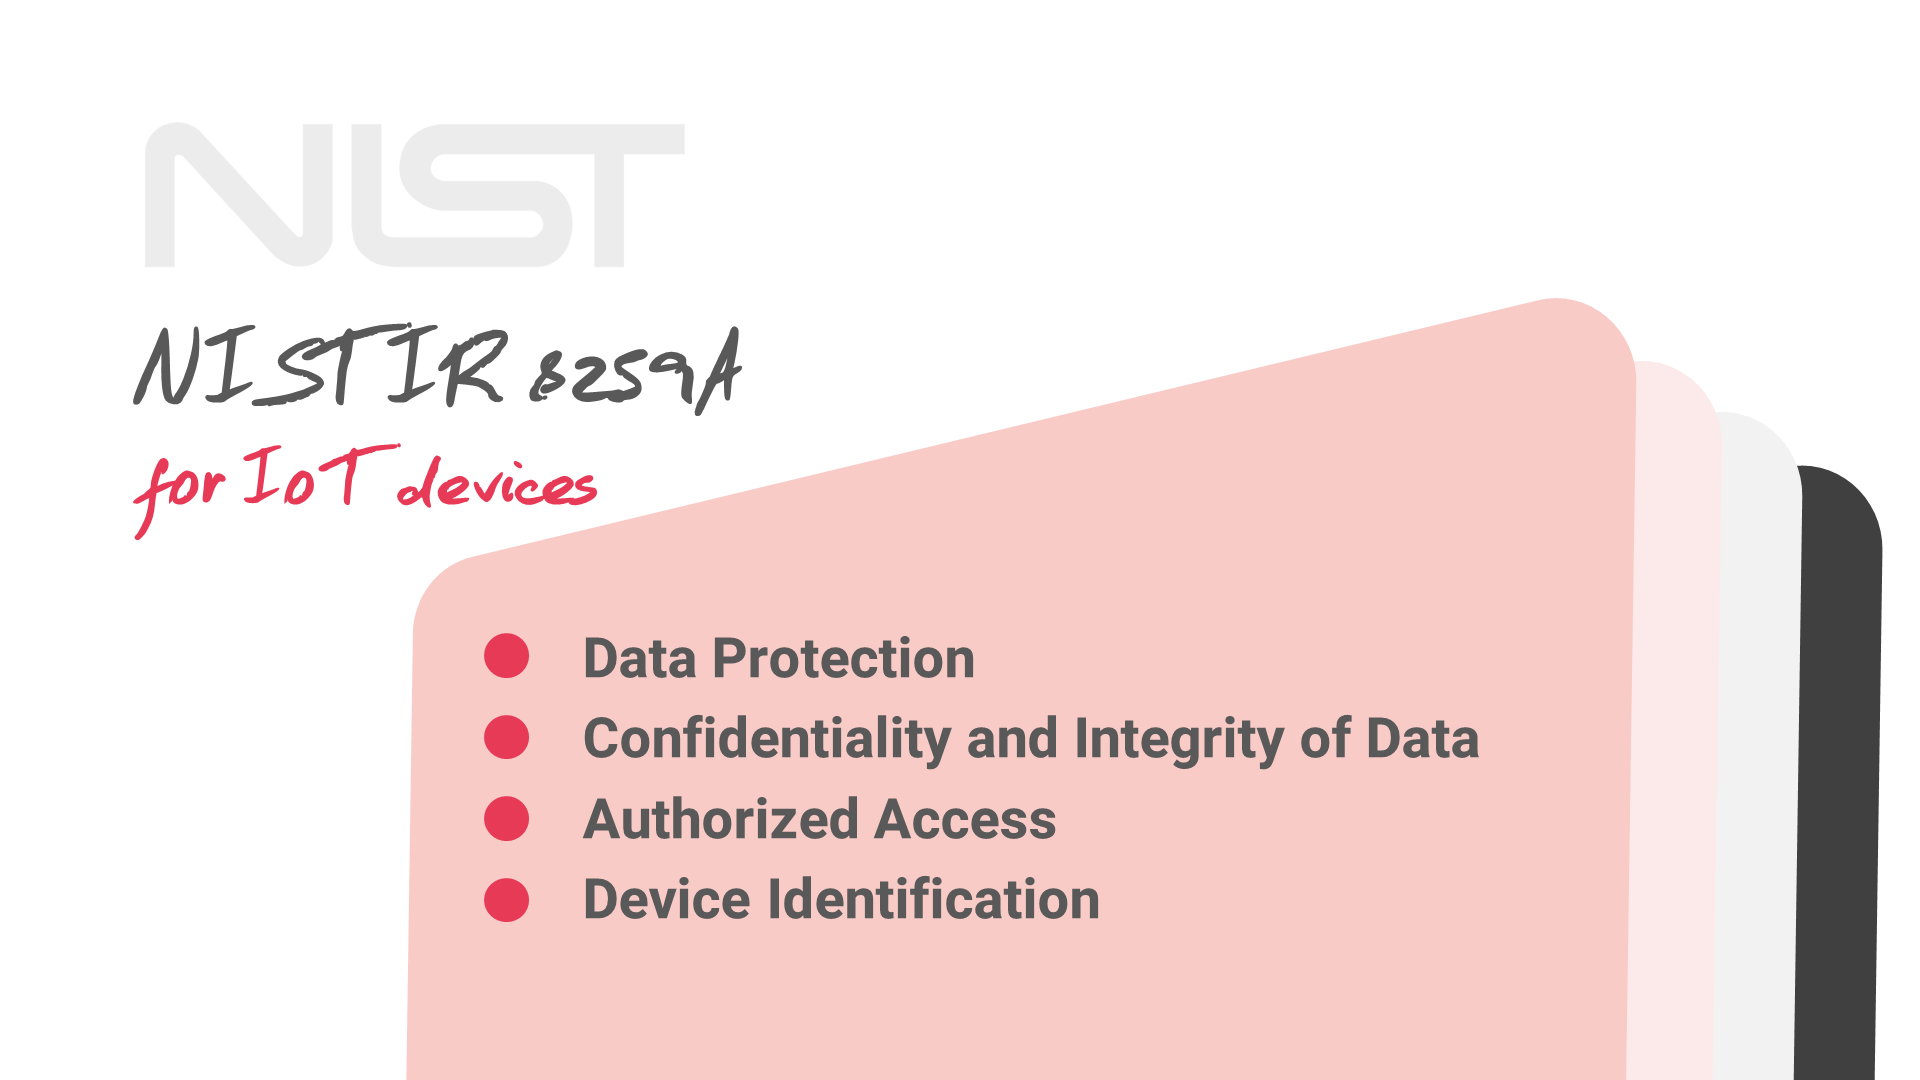 NIST
NISTIR 8259A
for IoT devices
Data Protection
Confidentiality and Integrity of Data
Authorized Access
Device Identification